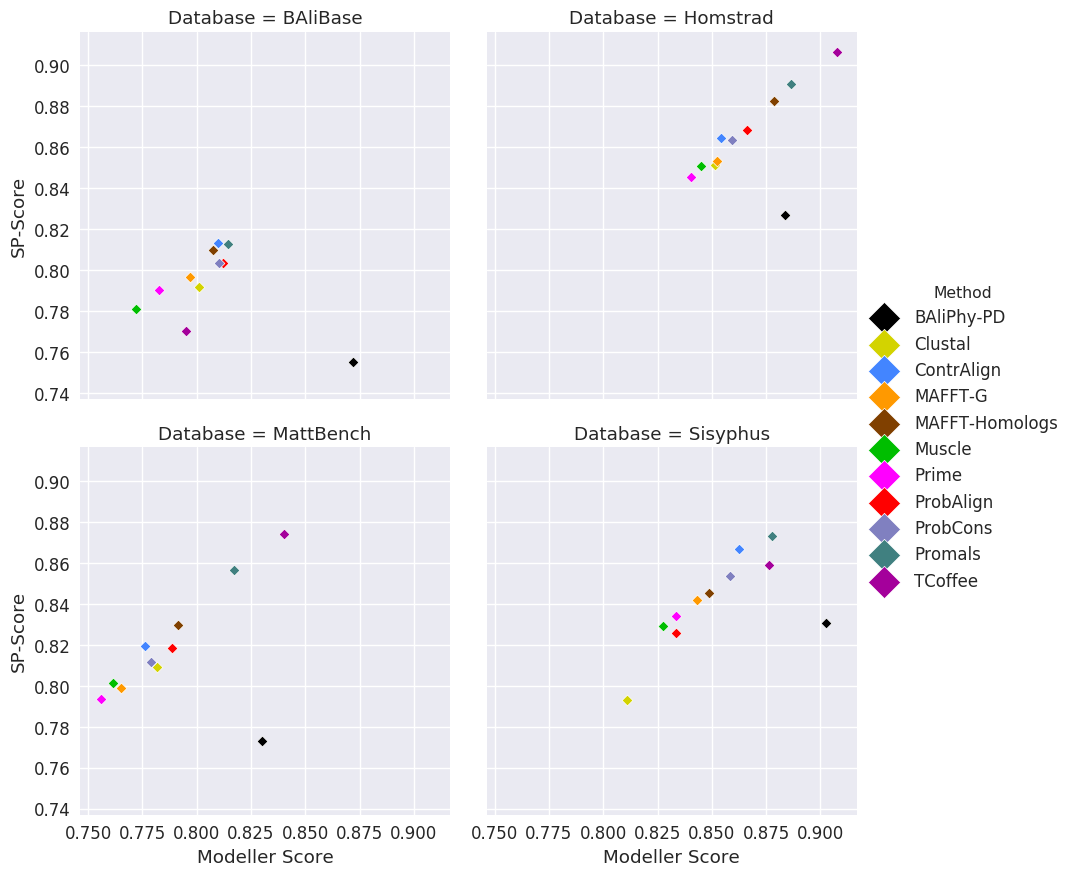 Database = BAliBase
Database = Homstrad
0.90
0.88
0.86
0.84
0.82
0.80
0.78
0.76
0.74
SP-Score
Database = MattBench
Database = Sisyphus
0.90
0.88
0.86
0.84
0.82
0.80
0.78
0.76
0.74
SP-Score
0.750 0.775 0.800 0.825 0.850 0.875 0.900
Modeller Score
0.750 0.775 0.800 0.825 0.850 0.875 0.900
Modeller Score
Method
BAliPhy-PD
Clustal
ContrAlign
MAFFT-G
MAFFT-Homologs
Muscle
Prime
ProbAlign
ProbCons
Promals
TCoffee